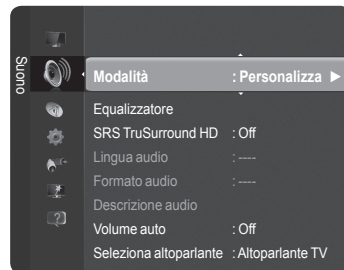 Suono
Modalità : Personalizza ►
Equalizzatore
SRS TruSurround HD : Off
Lingua audio : ----
Formato audio : ----
Descrizione audio
Volume auto : Off
Seleziona altoparlante : Altoparlante TV